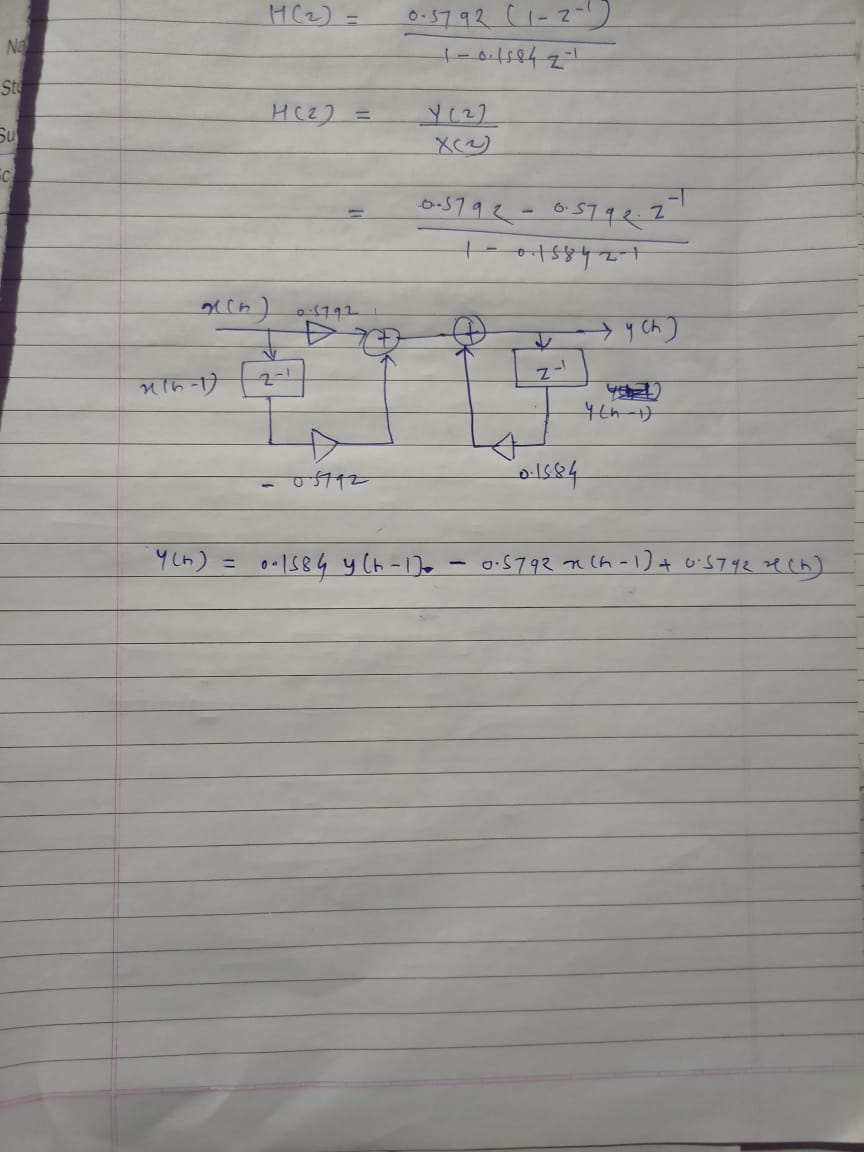 H(z) = 0.5792 (1 - z⁻¹)
1 - 0.1584 z⁻¹
H(z) = Y(z)
X(z)
= 0.5792 - 0.5792. z⁻¹
1 - 0.1584 z⁻¹
x(n) 0.5792
+ + y(n)
x(n-1) z⁻¹ z⁻¹
y(n-1)
- 0.5792 0.1584
y(n) = 0.1584 y(n-1) - 0.5792 x(n-1) + 0.5792 x(n)